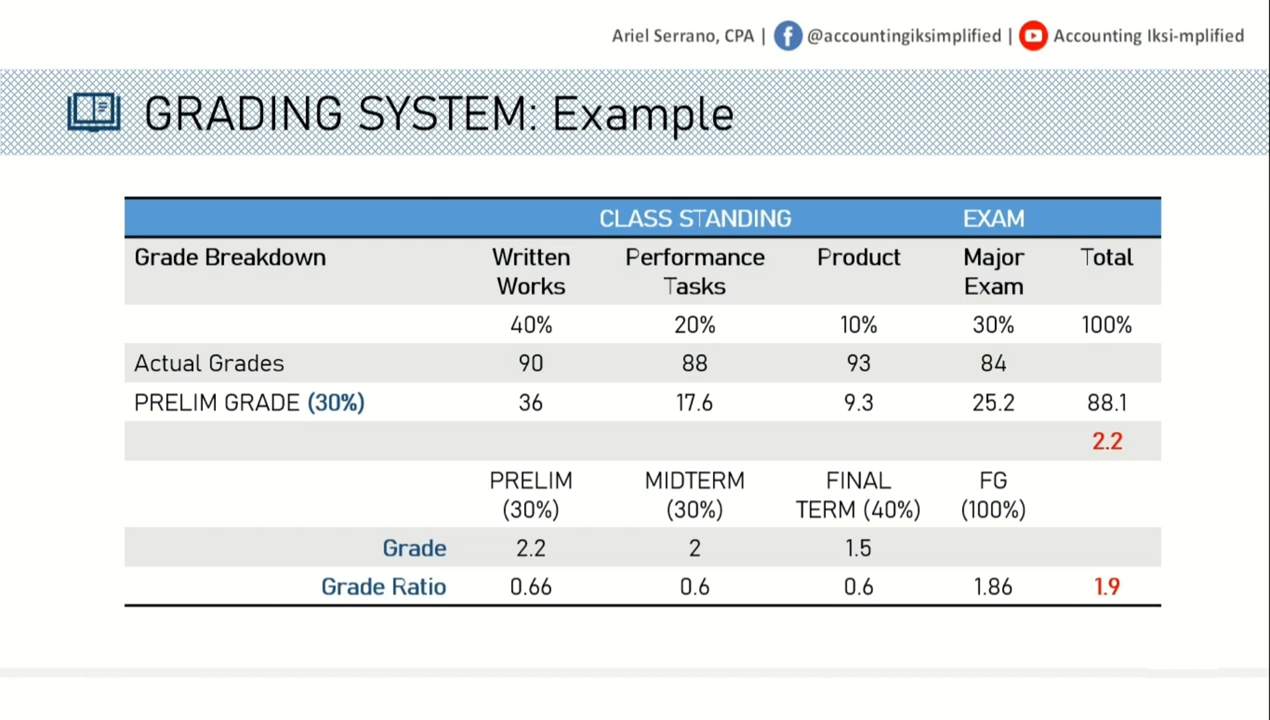 Ariel Serrano, CPA | @accountingiksimplified | Accounting Iksi-mplified
GRADING SYSTEM: Example
CLASS STANDING EXAM
Grade Breakdown Written Works Performance Tasks Product Major Exam Total
40% 20% 10% 30% 100%
Actual Grades 90 88 93 84
PRELIM GRADE (30%) 36 17.6 9.3 25.2 88.1
2.2
PRELIM (30%) MIDTERM (30%) FINAL TERM (40%) FG (100%)
Grade 2.2 2 1.5
Grade Ratio 0.66 0.6 0.6 1.86 1.9